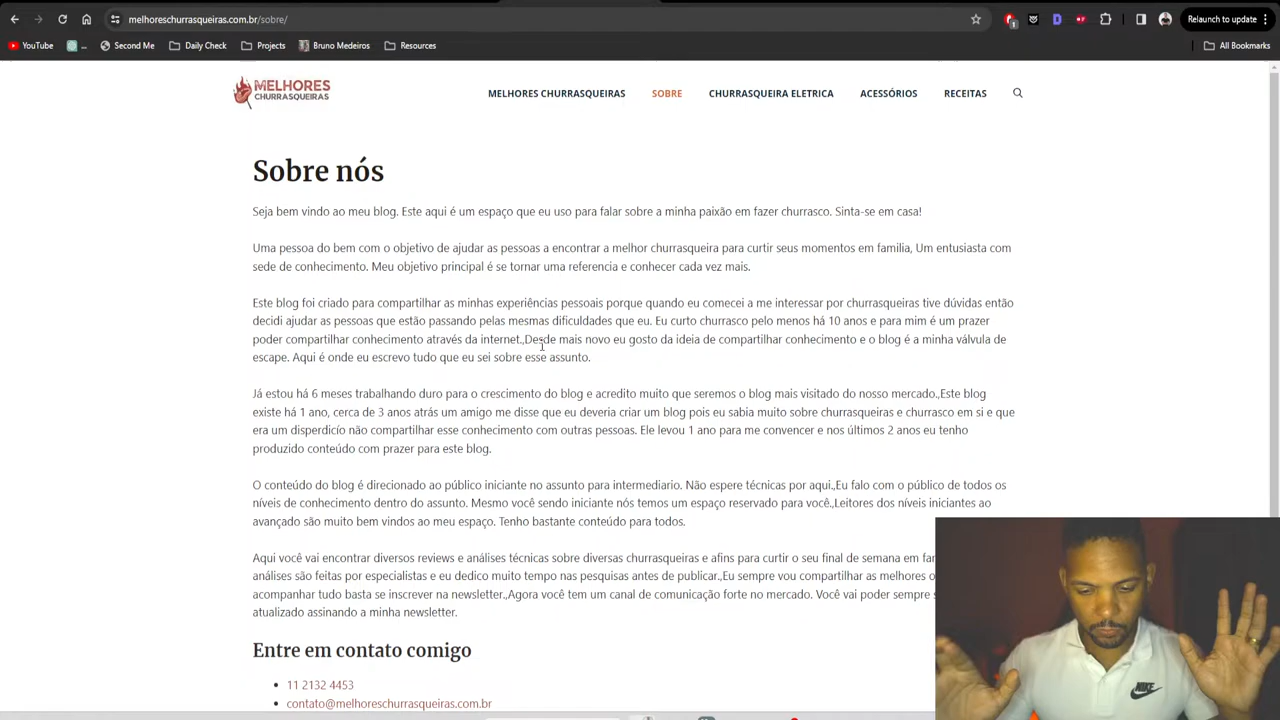 melhoreschurrasqueiras.com.br/sobre/
1
Relaunch to update
YouTube
Second Me
Daily Check
Projects
Bruno Medeiros
Resources
All Bookmarks
MELHORES
CHURRASQUEIRAS
MELHORES CHURRASQUEIRAS SOBRE CHURRASQUEIRA ELETRICA ACESSÓRIOS RECEITAS
Sobre nós
Seja bem vindo ao meu blog. Este aqui é um espaço que eu uso para falar sobre a minha paixão em fazer churrasco. Sinta-se em casa!
Uma pessoa do bem com o objetivo de ajudar as pessoas a encontrar a melhor churrasqueira para curtir seus momentos em familia, Um entusiasta com
sede de conhecimento. Meu objetivo principal é se tornar uma referencia e conhecer cada vez mais.
Este blog foi criado para compartilhar as minhas experiências pessoais porque quando eu comecei a me interessar por churrasqueiras tive dúvidas então
decidi ajudar as pessoas que estão passando pelas mesmas dificuldades que eu. Eu curto churrasco pelo menos há 10 anos e para mim é um prazer
poder compartilhar conhecimento através da internet.,Desde mais novo eu gosto da ideia de compartilhar conhecimento e o blog é a minha válvula de
escape. Aqui é onde eu escrevo tudo que eu sei sobre esse assunto.
Já estou há 6 meses trabalhando duro para o crescimento do blog e acredito muito que seremos o blog mais visitado do nosso mercado.,Este blog
existe há 1 ano, cerca de 3 anos atrás um amigo me disse que eu deveria criar um blog pois eu sabia muito sobre churrasqueiras e churrasco em si e que
era um disperdício não compartilhar esse conhecimento com outras pessoas. Ele levou 1 ano para me convencer e nos últimos 2 anos eu tenho
produzido conteúdo com prazer para este blog.
O conteúdo do blog é direcionado ao público iniciante no assunto para intermediario. Não espere técnicas por aqui.,Eu falo com o público de todos os
níveis de conhecimento dentro do assunto. Mesmo você sendo iniciante nós temos um espaço reservado para você.,Leitores dos níveis iniciantes ao
avançado são muito bem vindos ao meu espaço. Tenho bastante conteúdo para todos.
Aqui você vai encontrar diversos reviews e análises técnicas sobre diversas churrasqueiras e afins para curtir o seu final de semana em
análises são feitas por especialistas e eu dedico muito tempo nas pesquisas antes de publicar.,Eu sempre vou compartilhar as melhores
acompanhar tudo basta se inscrever na newsletter.,Agora você tem um canal de comunicação forte no mercado. Você vai poder sempre
atualizado assinando a minha newsletter.
Entre em contato comigo
11 2132 4453
contato@melhoreschurrasqueiras.com.br
NIKE